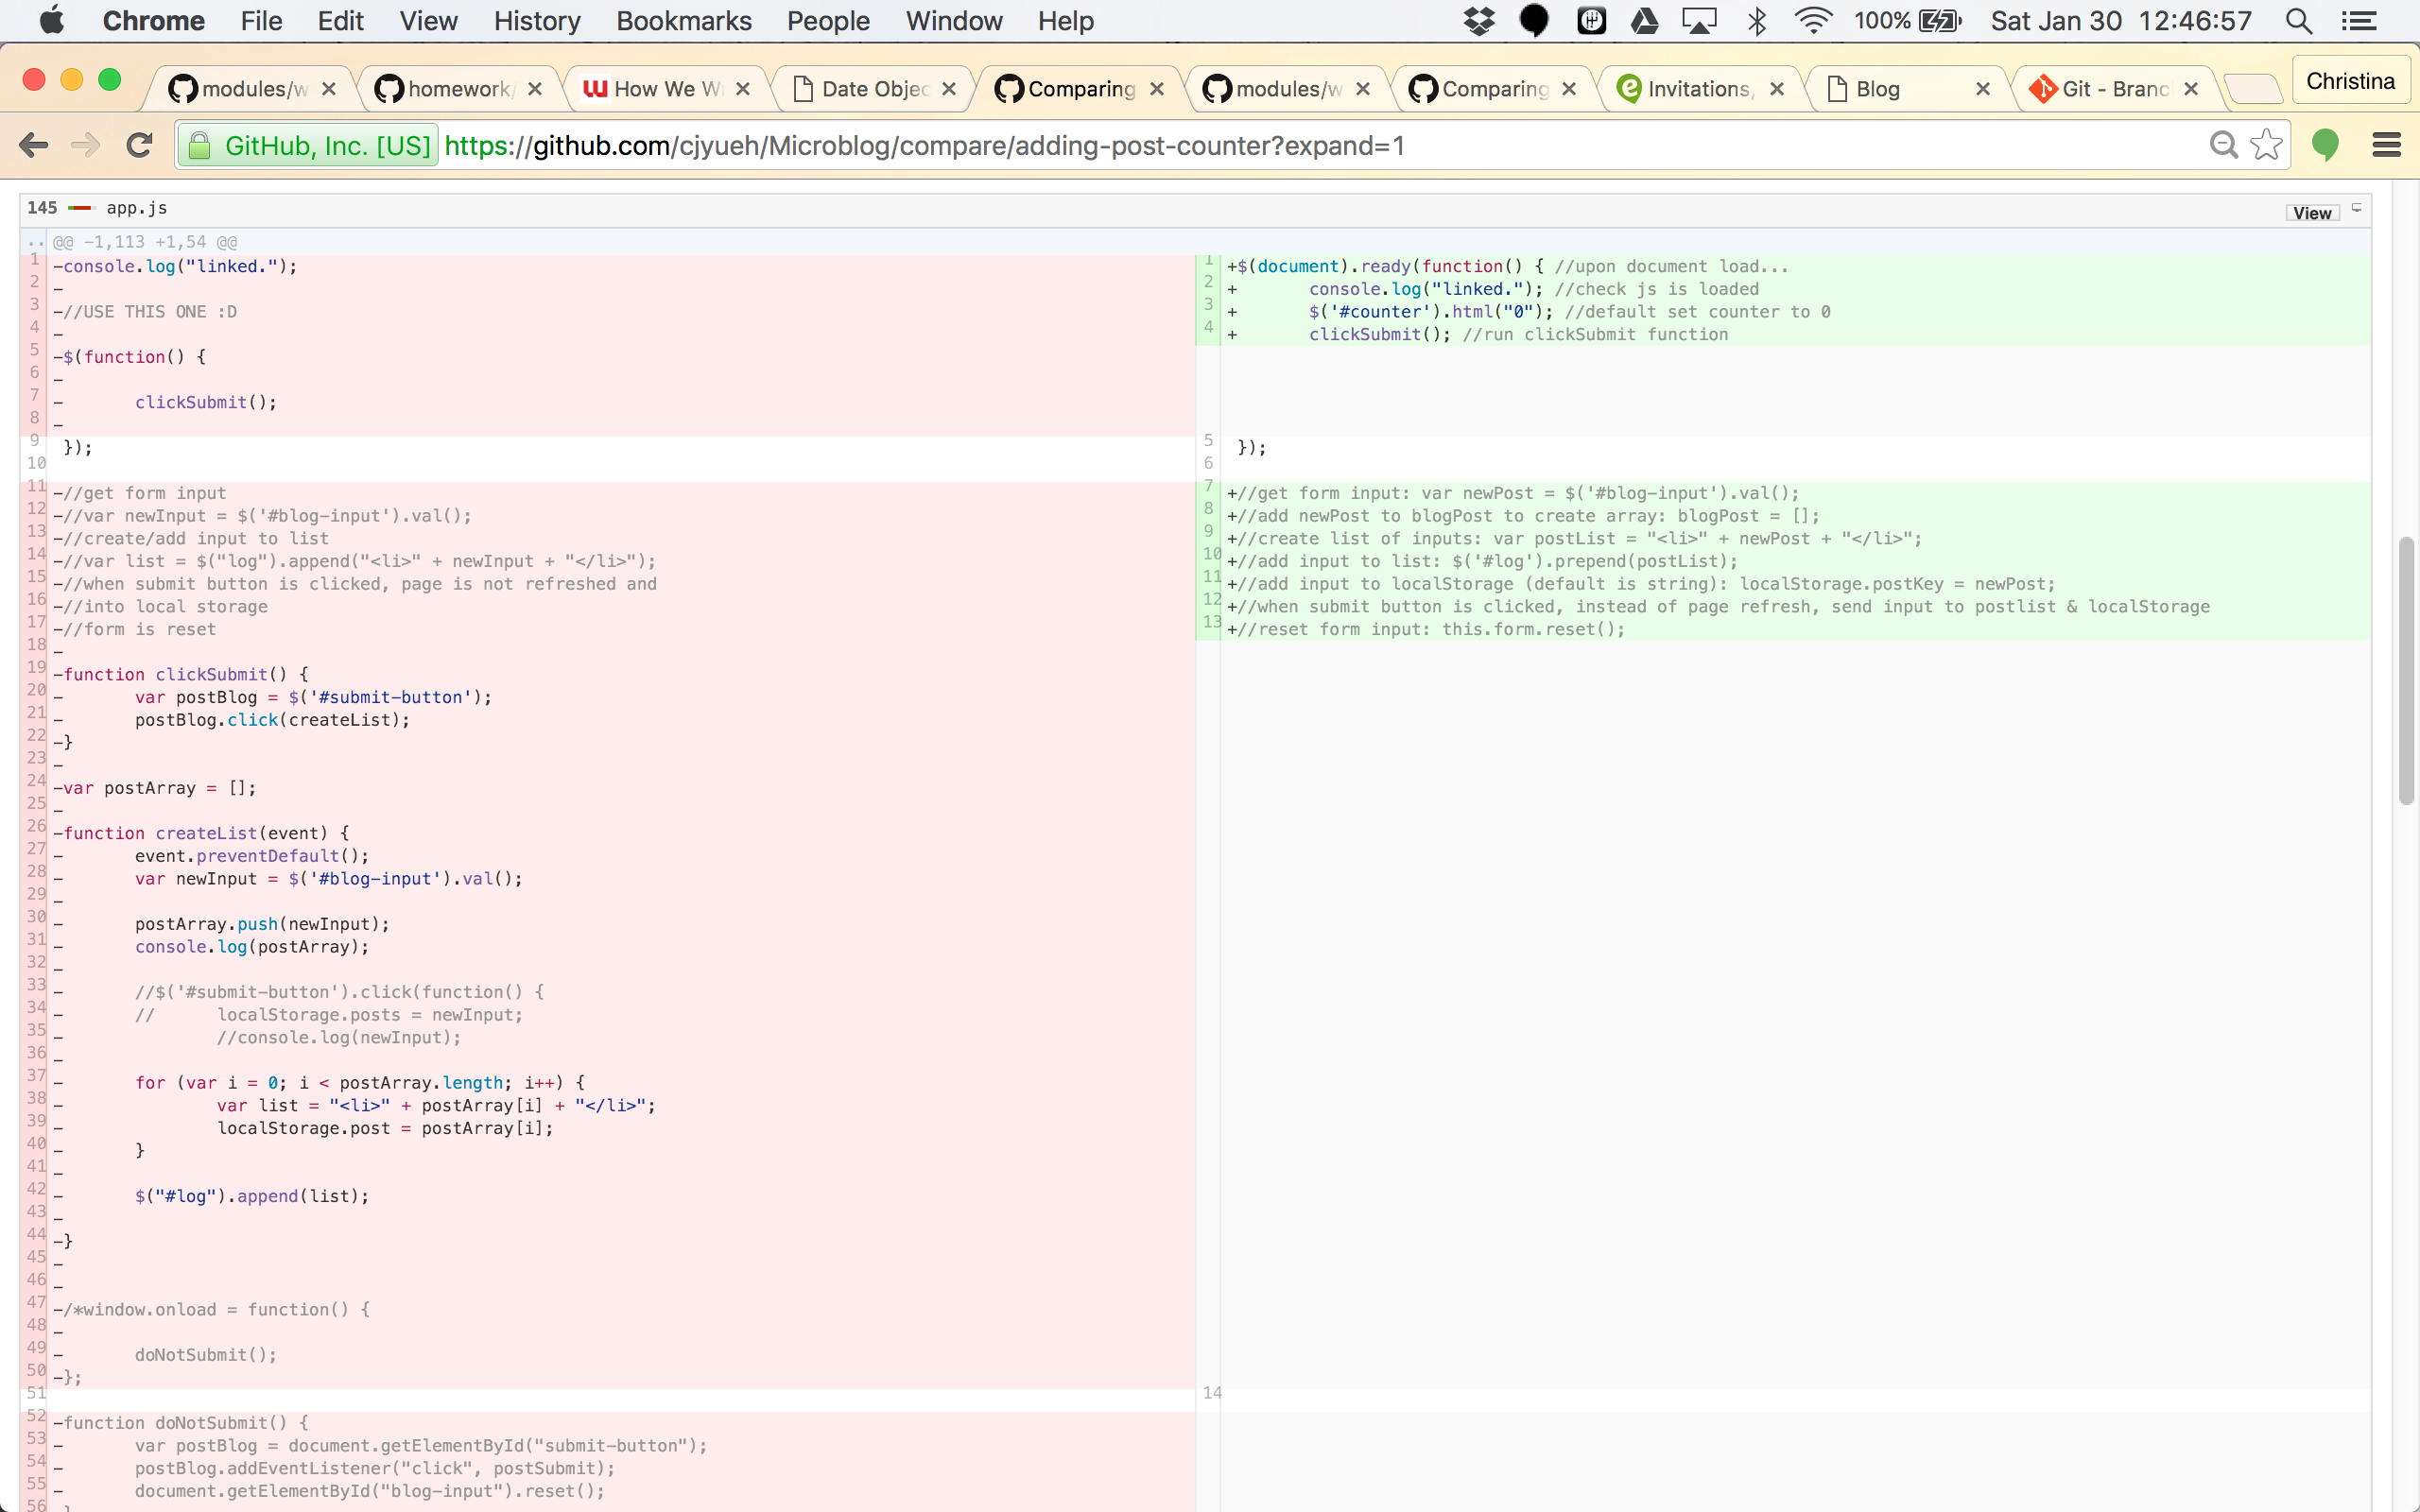 Chrome File Edit View History Bookmarks People Window Help 100% Sat Jan 30 12:46:57
modules/w homework/ How We W Date Objec Comparing modules/w Comparing Invitations, Blog Git - Branc Christina
GitHub, Inc. [US] https://github.com/cjyueh/Microblog/compare/adding-post-counter?expand=1
145 app.js View
.. @@ -1,113 +1,54 @@
1 -console.log("linked.");
2 -
3 -//USE THIS ONE :D
4 -
5 -$(function() {
6 -
7 - clickSubmit();
8 -
9 });
10
11 -//get form input
12 -//var newInput = $('#blog-input').val();
13 -//create/add input to list
14 -//var list = $("log").append("<li>" + newInput + "</li>");
15 -//when submit button is clicked, page is not refreshed and
16 -//into local storage
17 -//form is reset
18 -
19 -function clickSubmit() {
20 - var postBlog = $('#submit-button');
21 - postBlog.click(createList);
22 -}
23 -
24 -var postArray = [];
25 -
26 -function createList(event) {
27 - event.preventDefault();
28 - var newInput = $('#blog-input').val();
29 -
30 - postArray.push(newInput);
31 - console.log(postArray);
32 -
33 - //$('#submit-button').click(function() {
34 - // localStorage.posts = newInput;
35 - //console.log(newInput);
36 -
37 - for (var i = 0; i < postArray.length; i++) {
38 - var list = "<li>" + postArray[i] + "</li>";
39 - localStorage.post = postArray[i];
40 - }
41 -
42 - $("#log").append(list);
43 -
44 -}
45 -
46 -
47 -/*window.onload = function() {
48 -
49 - doNotSubmit();
50 -};
51
52 -function doNotSubmit() {
53 - var postBlog = document.getElementById("submit-button");
54 - postBlog.addEventListener("click", postSubmit);
55 - document.getElementById("blog-input").reset();
56
1 +$(document).ready(function() { //upon document load...
2 + console.log("linked."); //check js is loaded
3 + $('#counter').html("0"); //default set counter to 0
4 + clickSubmit(); //run clickSubmit function
5 });
6
7 +//get form input: var newPost = $('#blog-input').val();
8 +//add newPost to blogPost to create array: blogPost = [];
9 +//create list of inputs: var postList = "<li>" + newPost + "</li>";
10 +//add input to list: $('#log').prepend(postList);
11 +//add input to localStorage (default is string): localStorage.postKey = newPost;
12 +//when submit button is clicked, instead of page refresh, send input to postlist & localStorage
13 +//reset form input: this.form.reset();
14